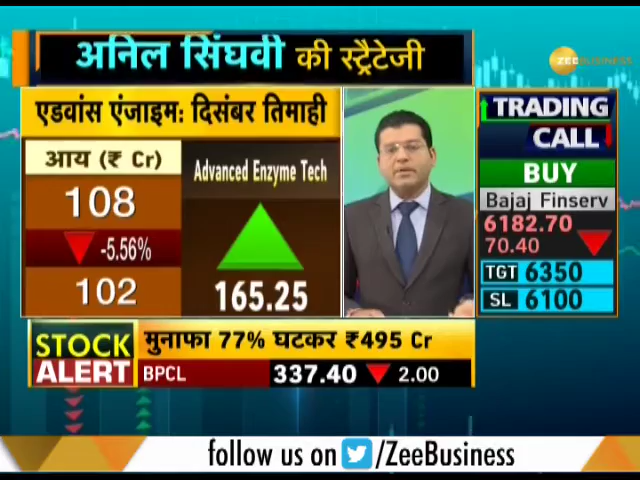 अनिल सिंघवी की स्ट्रैटेजी
ZEEBUSINESS
एडवांस एंजाइम: दिसंबर तिमाही
आय (₹ Cr)
108
-5.56%
102
Advanced Enzyme Tech
165.25
TRADING
CALL
BUY
Bajaj Finserv
6182.70
70.40
TGT 6350
SL 6100
STOCK
ALERT
मुनाफा 77% घटकर ₹495 Cr
BPCL 337.40 2.00
follow us on /ZeeBusiness